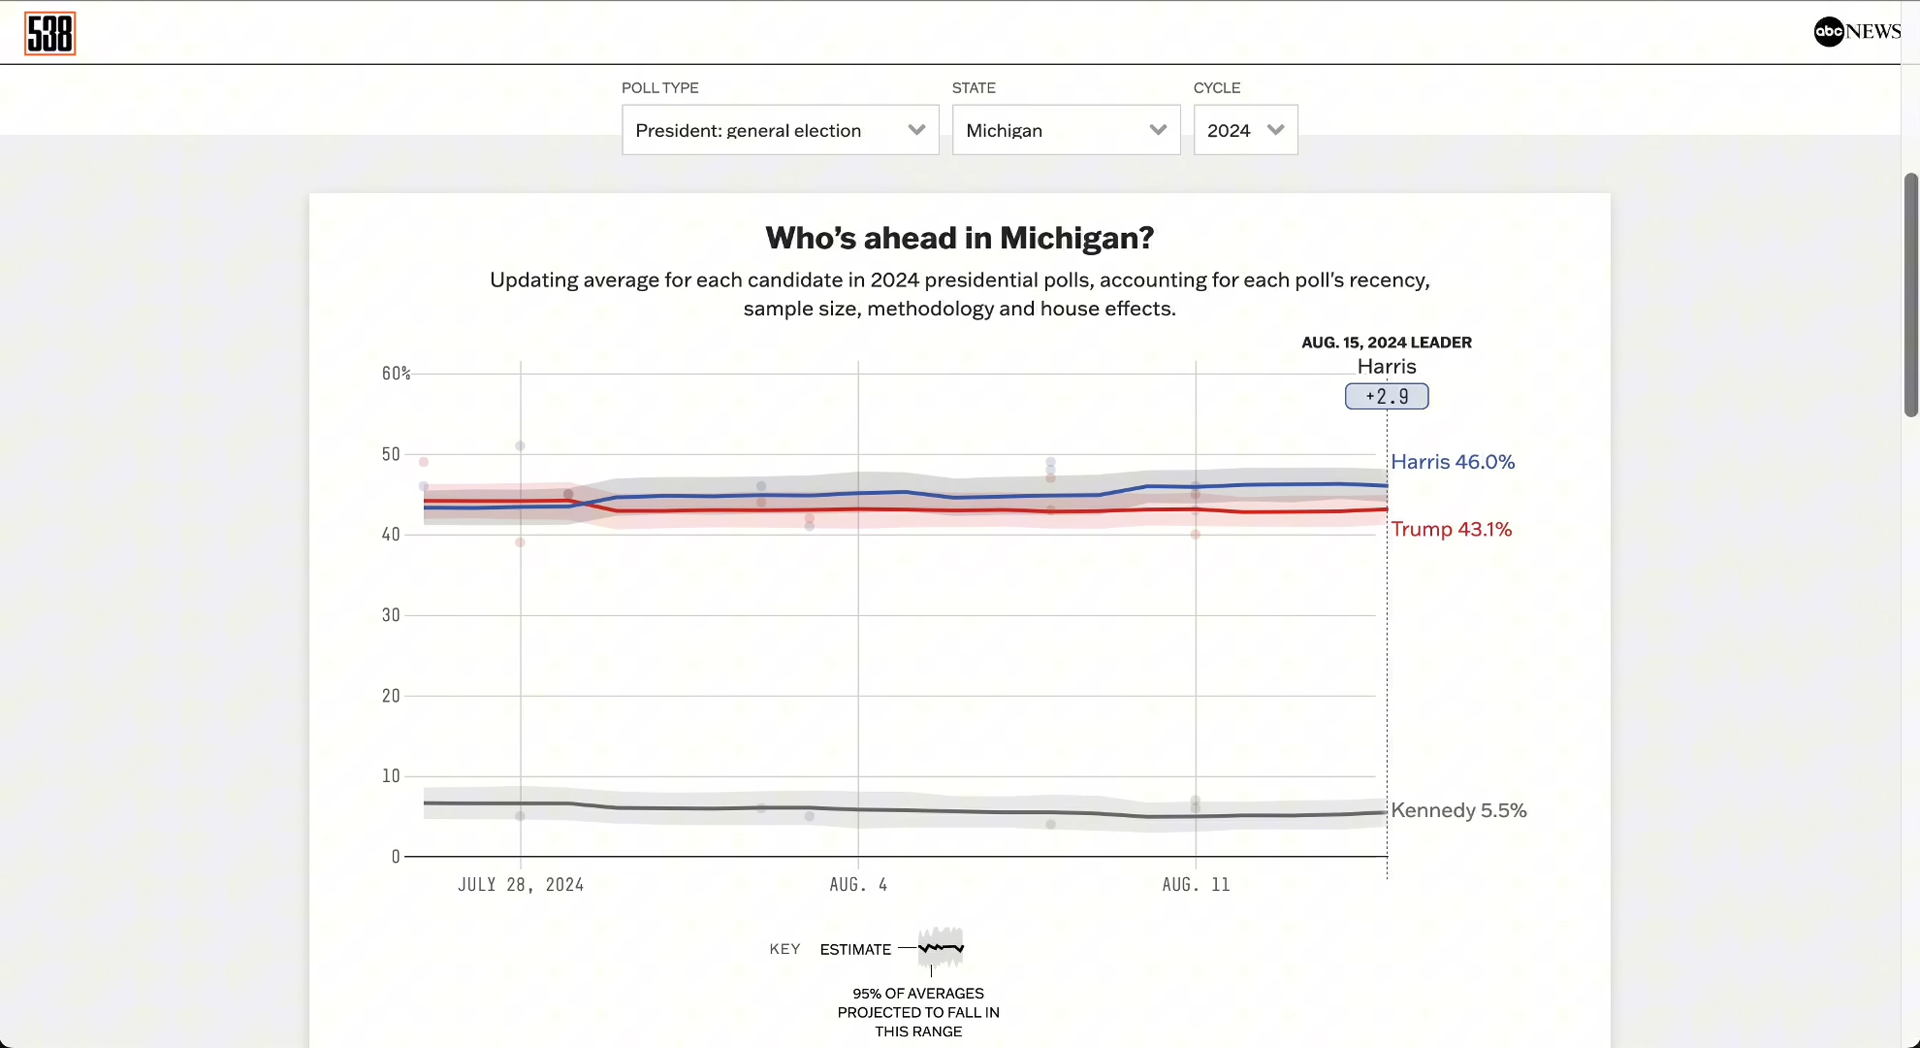 538
abc NEWS
POLL TYPE
STATE
CYCLE
President: general election
Michigan
2024
Who's ahead in Michigan?
Updating average for each candidate in 2024 presidential polls, accounting for each poll's recency,
sample size, methodology and house effects.
AUG. 15, 2024 LEADER
Harris
+2.9
60%
50
40
30
20
10
0
Harris 46.0%
Trump 43.1%
Kennedy 5.5%
JULY 28, 2024
AUG. 4
AUG. 11
KEY
ESTIMATE
95% OF AVERAGES
PROJECTED TO FALL IN
THIS RANGE